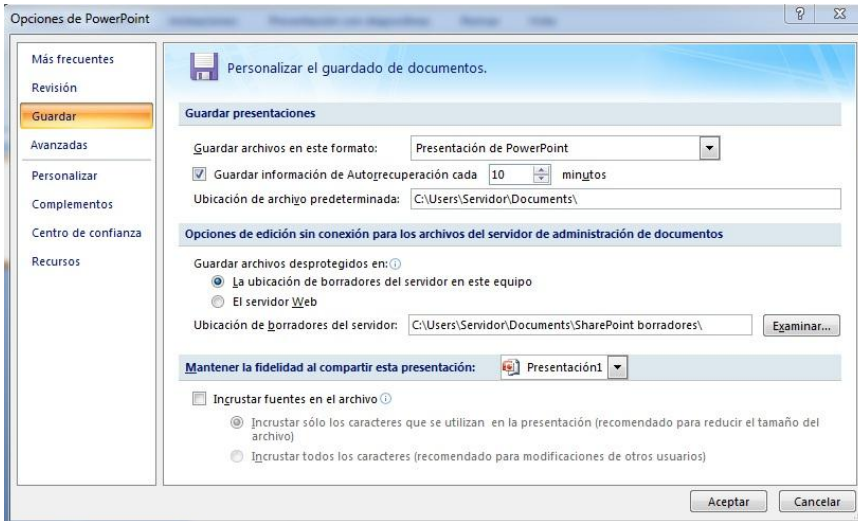 Opciones de PowerPoint
Más frecuentes
Revisión
Guardar
Avanzadas
Personalizar
Complementos
Centro de confianza
Recursos
Personalizar el guardado de documentos.
Guardar presentaciones
Guardar archivos en este formato: Presentación de PowerPoint
Guardar información de Autorrecuperación cada 10 minutos
Ubicación de archivo predeterminada: C:\Users\Servidor\Documents\
Opciones de edición sin conexión para los archivos del servidor de administración de documentos
Guardar archivos desprotegidos en:
La ubicación de borradores del servidor en este equipo
El servidor Web
Ubicación de borradores del servidor: C:\Users\Servidor\Documents\SharePoint borradores\ Examinar...
Mantener la fidelidad al compartir esta presentación: Presentación1
Incrustar fuentes en el archivo
Incrustar sólo los caracteres que se utilizan en la presentación (recomendado para reducir el tamaño del
archivo)
Incrustar todos los caracteres (recomendado para modificaciones de otros usuarios)
Aceptar Cancelar